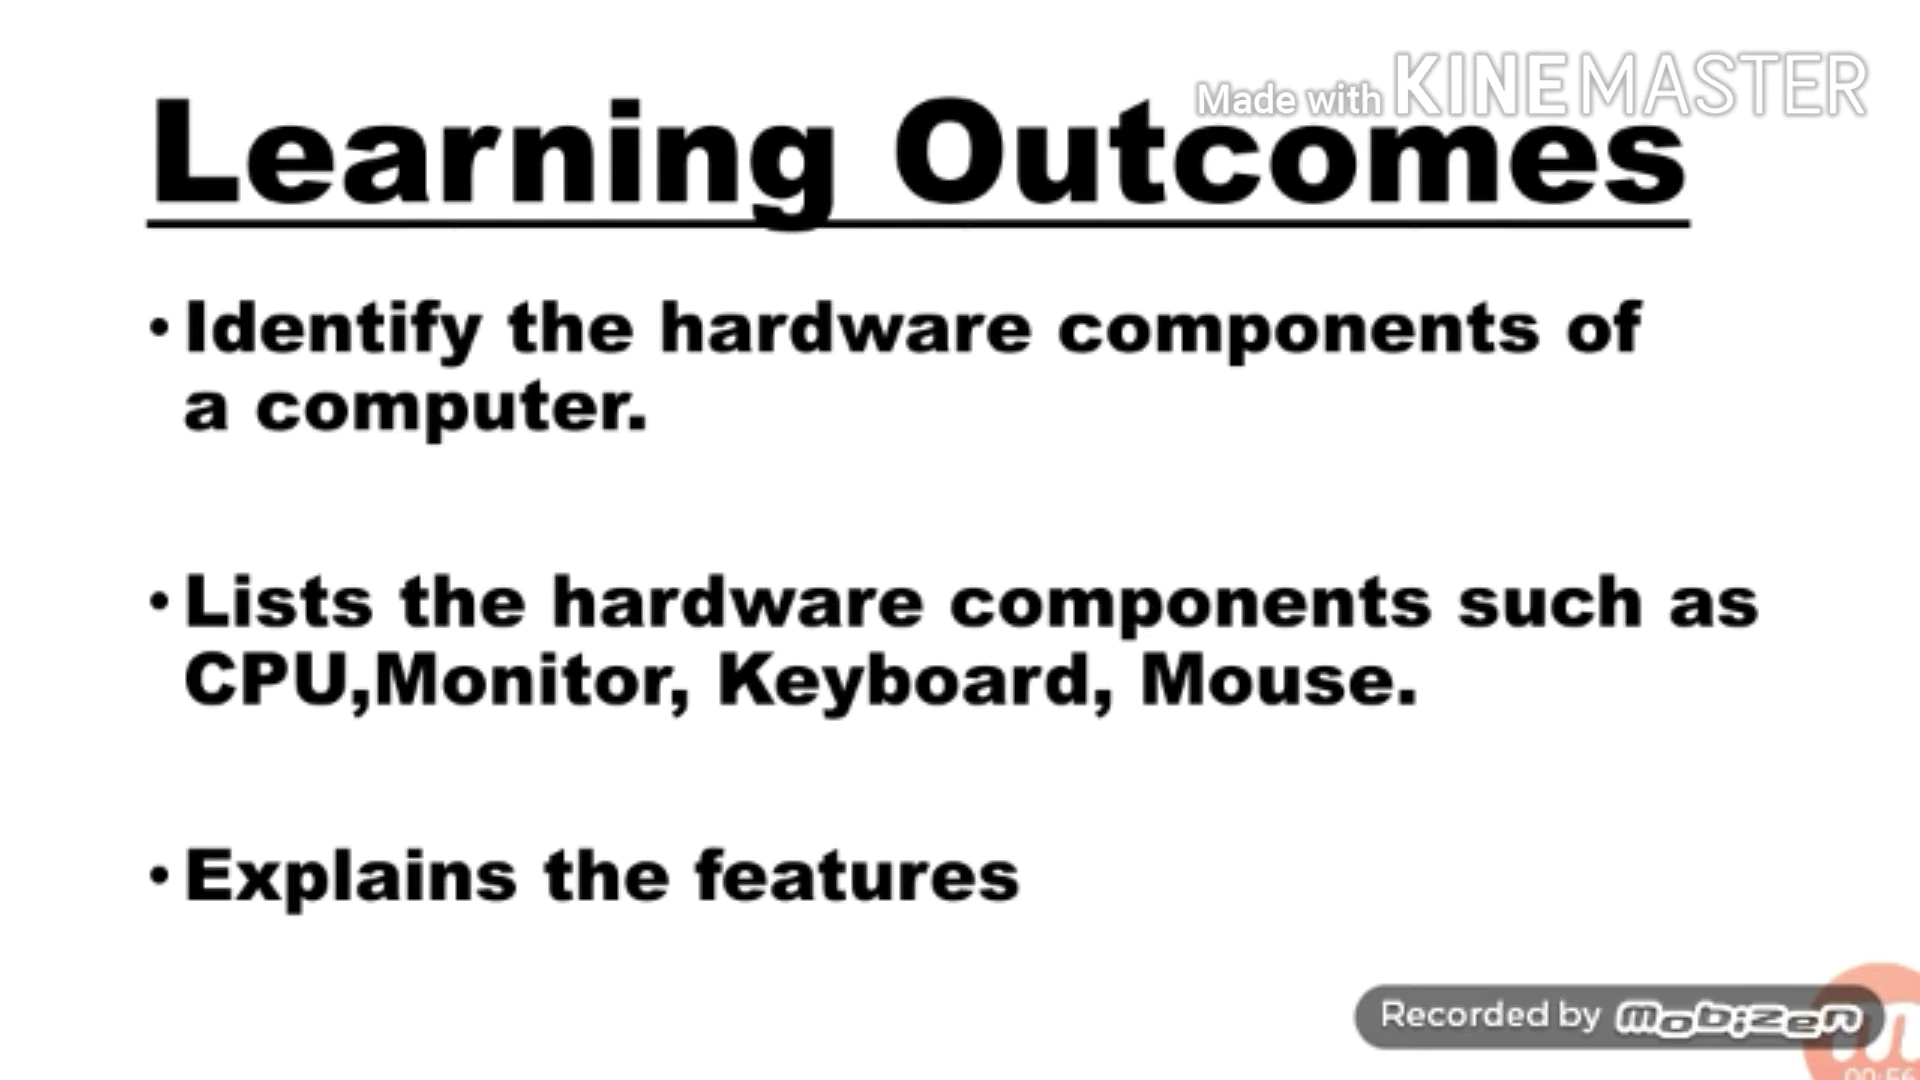 Made with KINEMASTER
Learning Outcomes
• Identify the hardware components of
a computer.
• Lists the hardware components such as
CPU,Monitor, Keyboard, Mouse.
• Explains the features
Recorded by mobizen